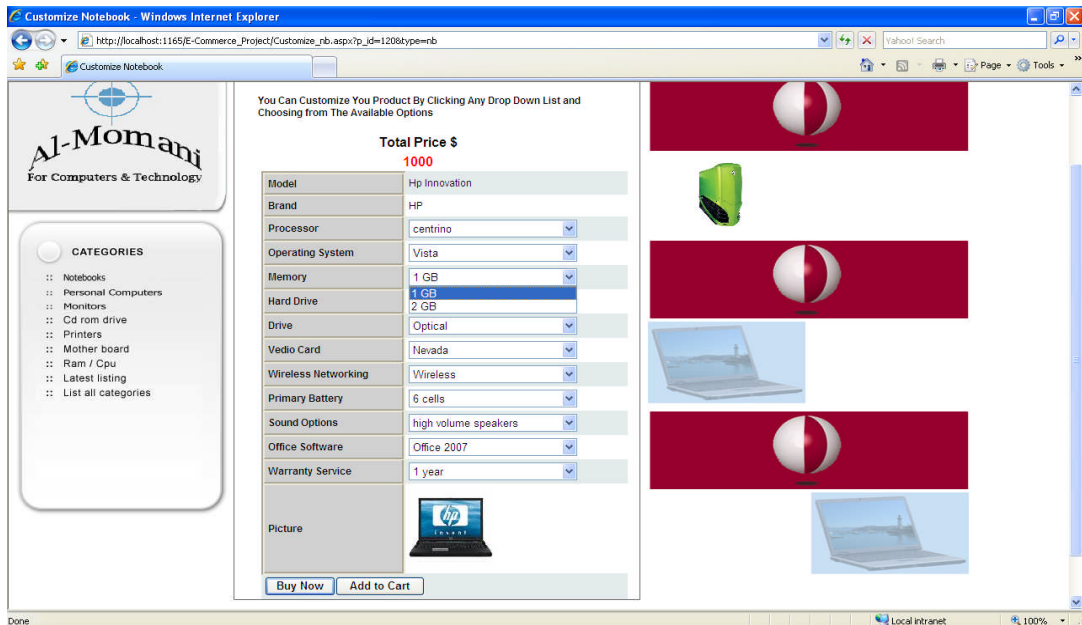 Customize Notebook - Windows Internet Explorer
http://localhost:1165/E-Commerce_Project/Customize_nb.aspx?p_id=120&type=nb
Yahoo! Search
Customize Notebook
Page
Tools
Al-Momani
For Computers & Technology
CATEGORIES
:: Notebooks
:: Personal Computers
:: Monitors
:: Cd rom drive
:: Printers
:: Mother board
:: Ram / Cpu
:: Latest listing
:: List all categories
You Can Customize You Product By Clicking Any Drop Down List and
Choosing from The Available Options
Total Price $
1000
Model Hp Innovation
Brand HP
Processor centrino
Operating System Vista
Memory 1 GB
1 GB
Hard Drive 2 GB
Drive Optical
Vedio Card Nevada
Wireless Networking Wireless
Primary Battery 6 cells
Sound Options high volume speakers
Office Software Office 2007
Warranty Service 1 year
Picture
hp
invent
Buy Now Add to Cart
Done
Local intranet
100%